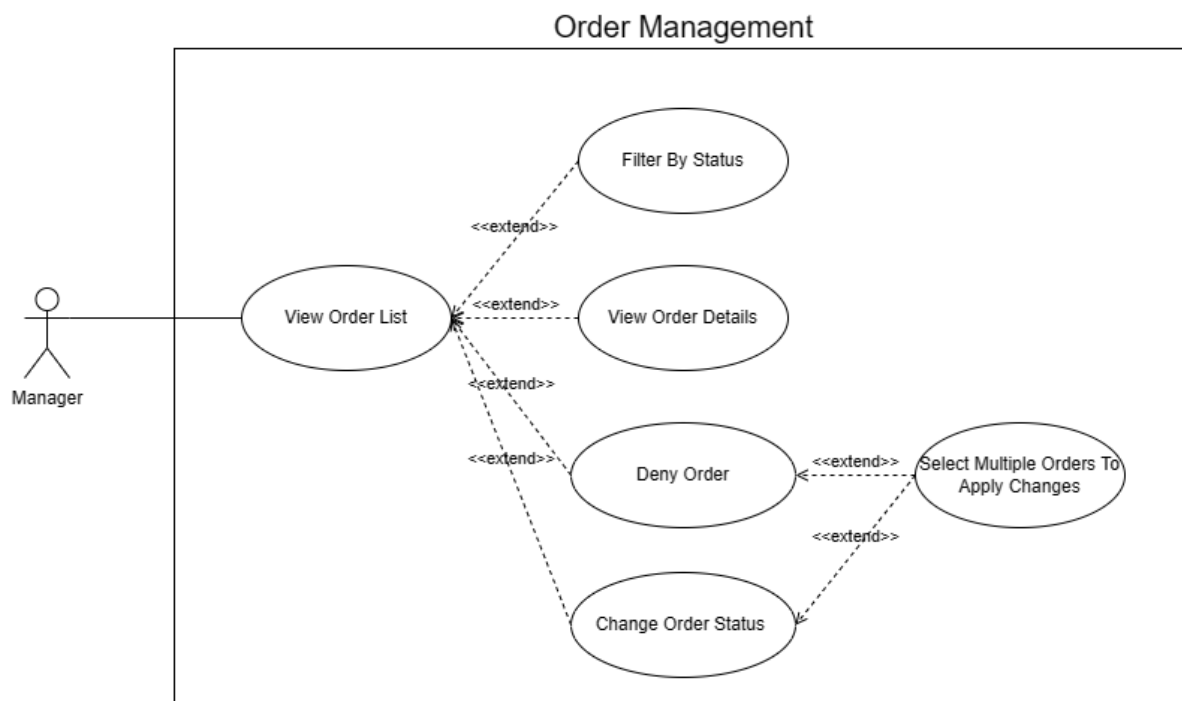 Order Management
Filter By Status
<<extend>>
View Order List
<<extend>>
View Order Details
Manager
<<extend>>
<<extend>>
Deny Order
<<extend>>
Select Multiple Orders To
Apply Changes
<<extend>>
Change Order Status